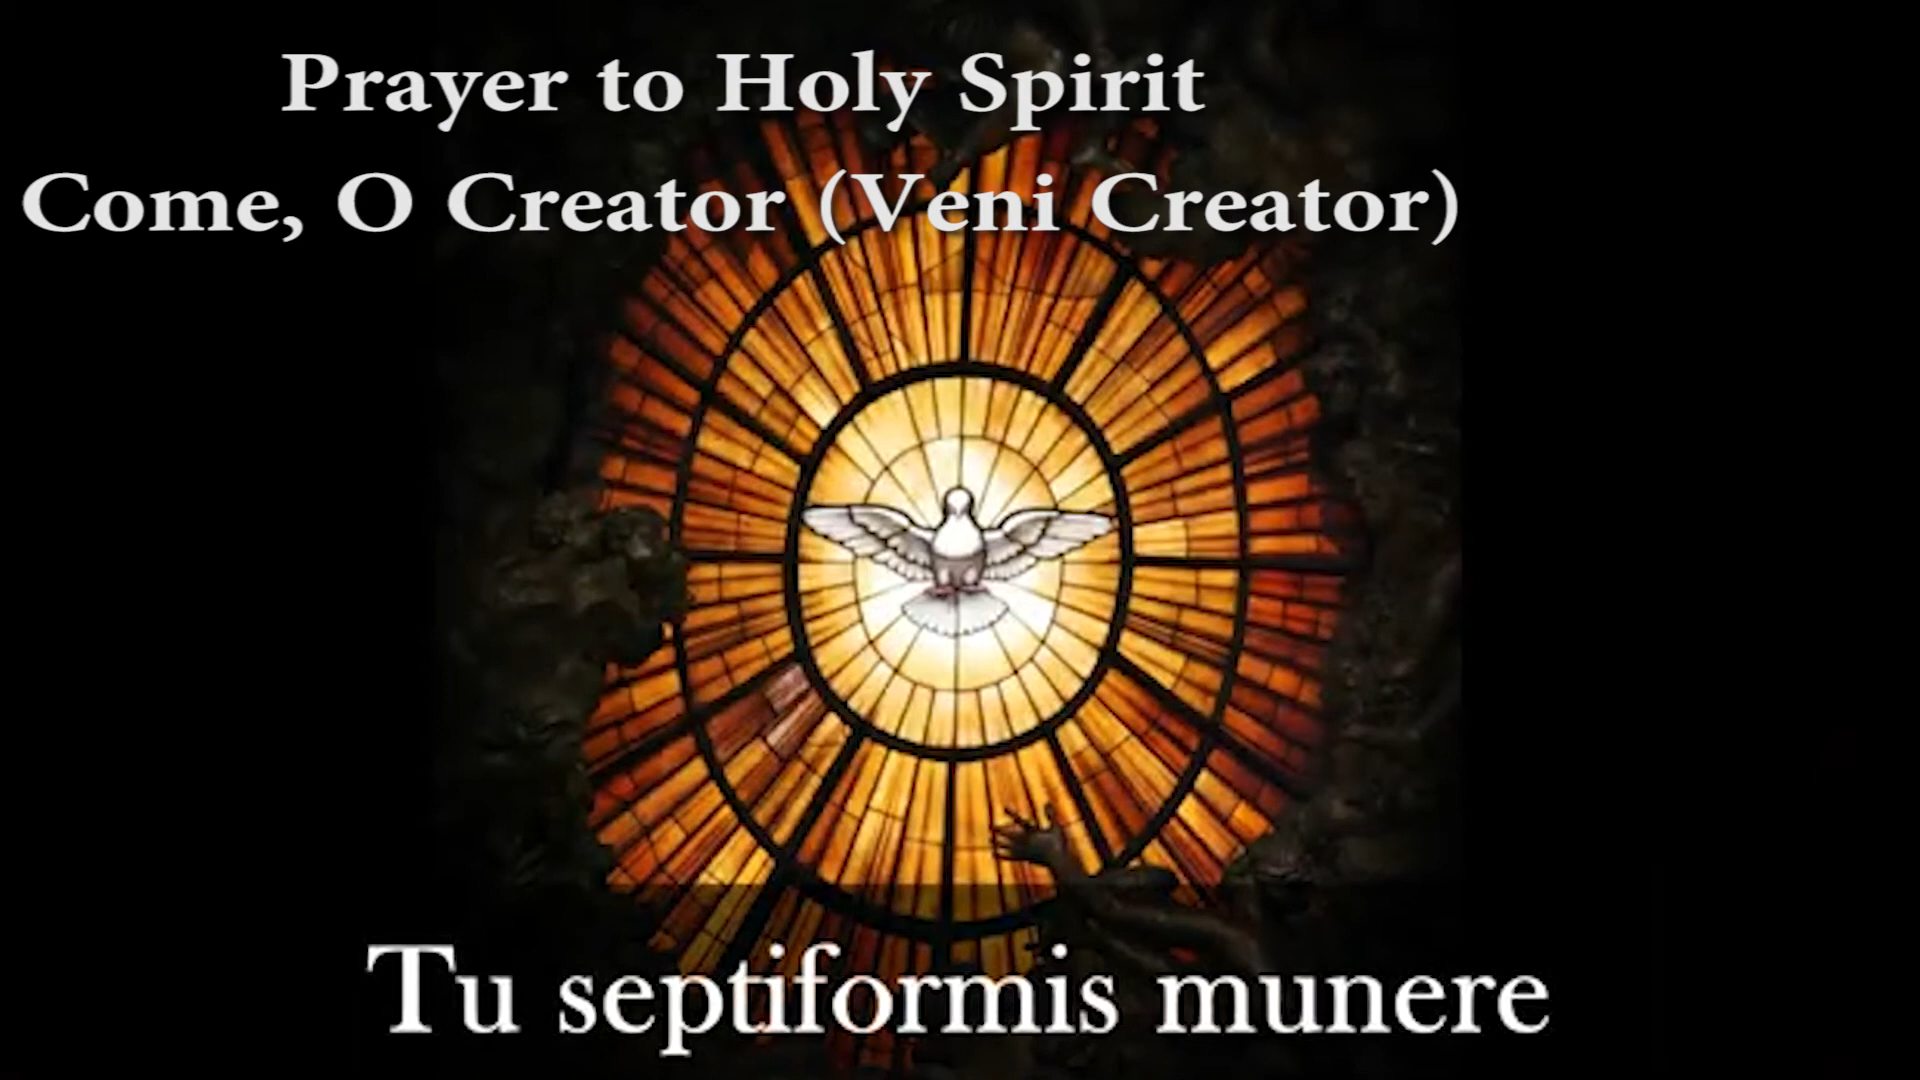 Prayer to Holy Spirit
Come, O Creator (Veni Creator)
Tu septiformis munere